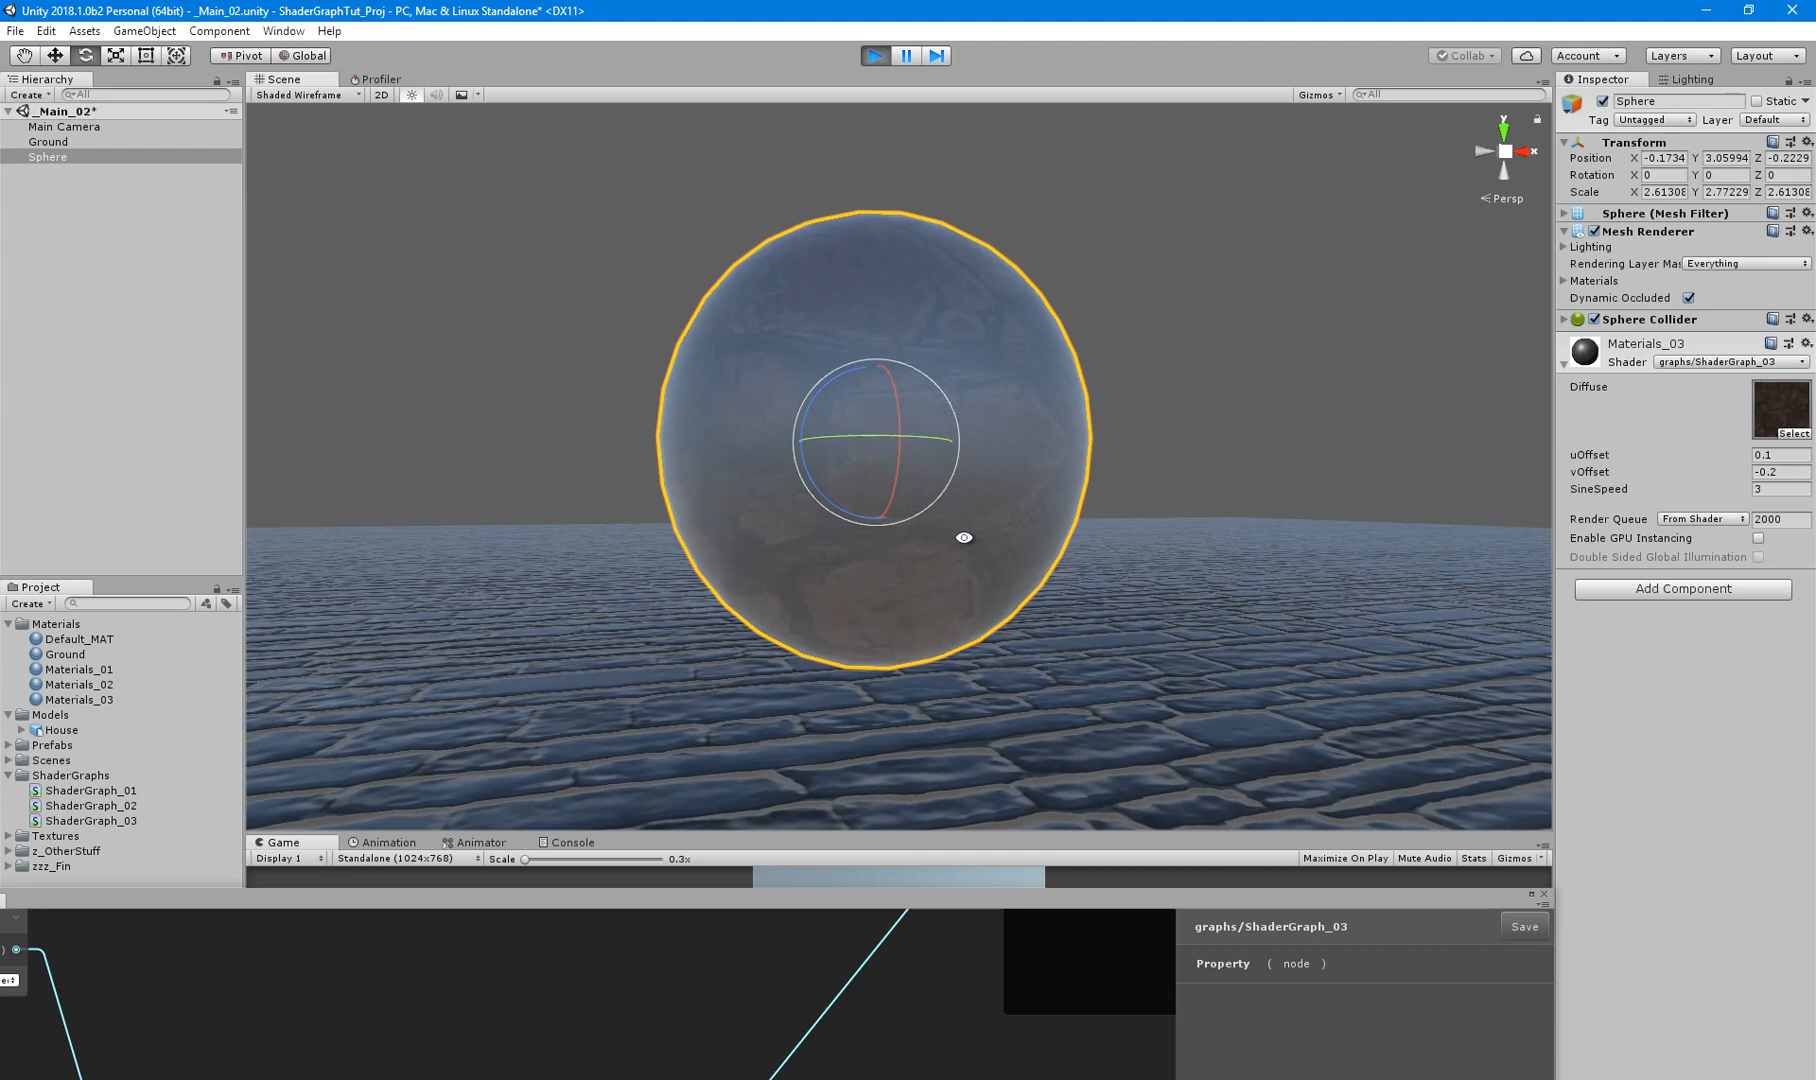 Unity 2018.1.0b2 Personal (64bit) - _Main_02.unity - ShaderGraphTut_Proj - PC, Mac & Linux Standalone* <DX11>
File Edit Assets GameObject Component Window Help
Pivot Global Collab Account Layers Layout
Hierarchy
Create All
_Main_02*
Main Camera
Ground
Sphere
Scene Profiler
Shaded Wireframe 2D Gizmos All
y
x
Persp
Inspector Lighting
Sphere Static
Tag Untagged Layer Default
Transform
Position X -0.1734 Y 3.05994 Z -0.2229
Rotation X 0 Y 0 Z 0
Scale X 2.61308 Y 2.77229 Z 2.61308
Sphere (Mesh Filter)
Mesh Renderer
Lighting
Rendering Layer Mas Everything
Materials
Dynamic Occluded
Sphere Collider
Materials_03
Shader graphs/ShaderGraph_03
Diffuse
Select
uOffset 0.1
vOffset -0.2
SineSpeed 3
Render Queue From Shader 2000
Enable GPU Instancing
Double Sided Global Illumination
Add Component
Project
Create
Materials
Default_MAT
Ground
Materials_01
Materials_02
Materials_03
Models
House
Prefabs
Scenes
ShaderGraphs
ShaderGraph_01
ShaderGraph_02
ShaderGraph_03
Textures
z_OtherStuff
zzz_Fin
Game Animation Animator Console
Display 1 Standalone (1024x768) Scale 0.3x Maximize On Play Mute Audio Stats Gizmos
graphs/ShaderGraph_03 Save
Property ( node )